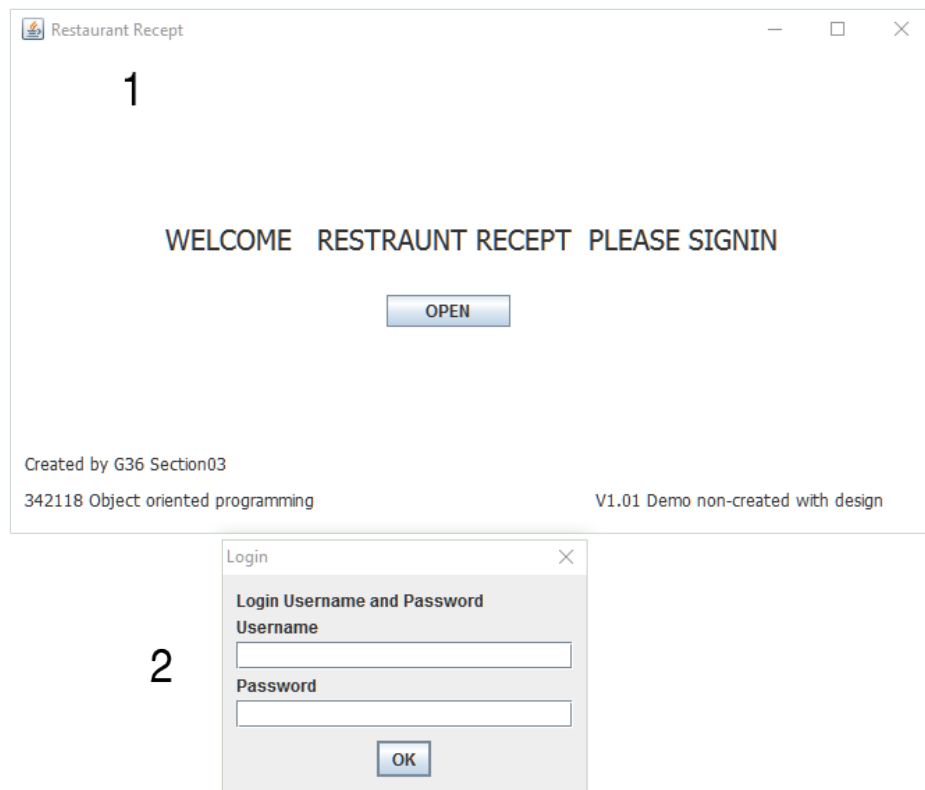 Restaurant Recept
1
WELCOME RESTRAUNT RECEPT PLEASE SIGNIN
OPEN
Created by G36 Section03
342118 Object oriented programming
V1.01 Demo non-created with design
Login
Login Username and Password
Username
2
Password
OK